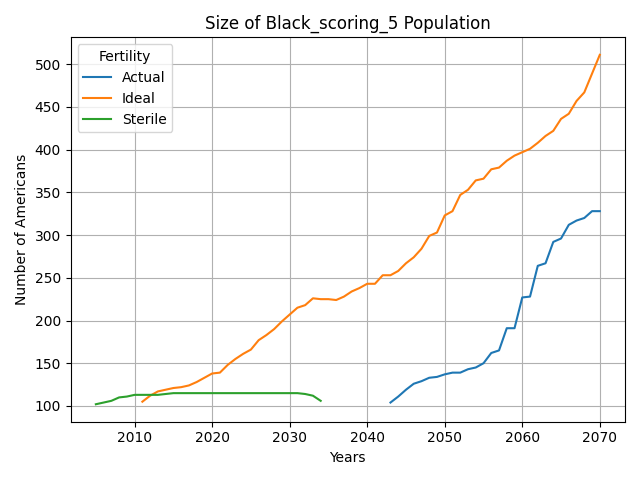 Size of Black_scoring_5 Population
Fertility
Actual
Ideal
Sterile
Number of Americans
500
450
400
350
300
250
200
150
100
2010 2020 2030 2040 2050 2060 2070
Years